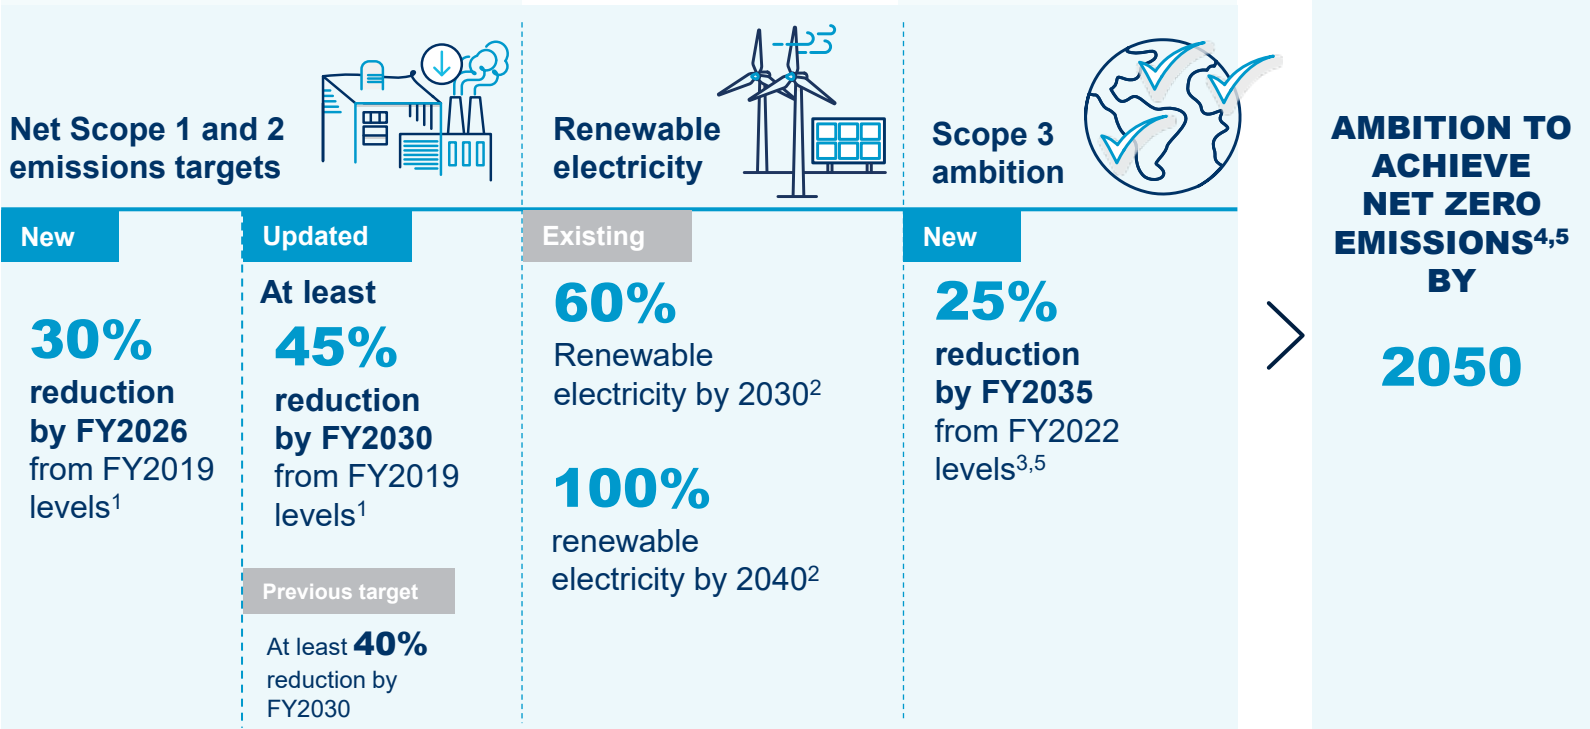 Net Scope 1 and 2
emissions targets
New
30%
reduction
by FY2026
from FY2019
levels¹
Updated
At least
45%
reduction
by FY2030
from FY2019
levels¹
Previous target
At least 40%
reduction by
FY2030
Renewable
electricity
Existing
60%
Renewable
electricity by 2030²
100%
renewable
electricity by 2040²
Scope 3
ambition
New
25%
reduction
by FY2035
from FY2022
levels³,⁵
AMBITION TO
ACHIEVE
NET ZERO
EMISSIONS⁴,⁵
BY
2050